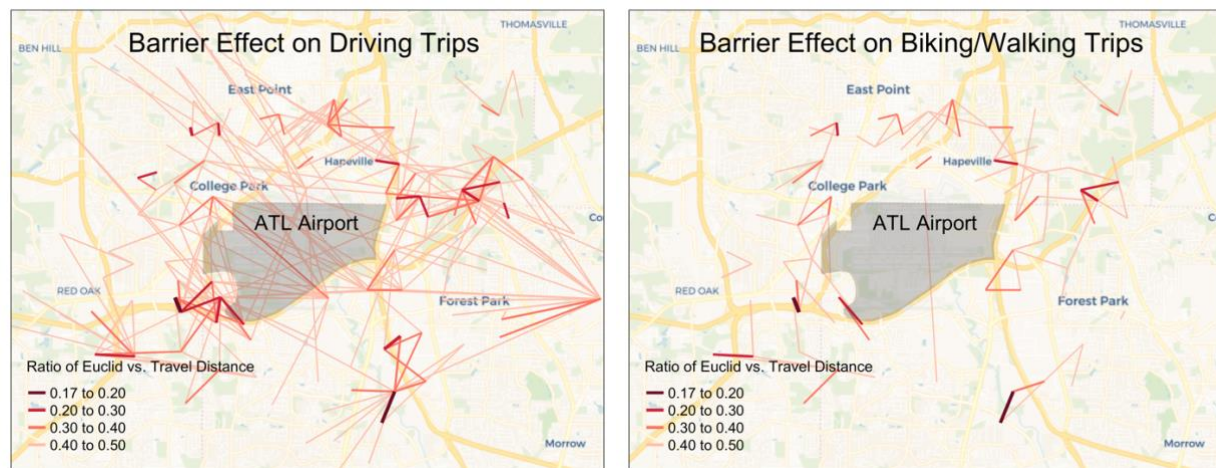 THOMASVILLE
BEN HILL
Barrier Effect on Driving Trips
East Point
Hapeville
College Park
ATL Airport
Co
RED OAK
Forest Park
Ratio of Euclid vs. Travel Distance
0.17 to 0.20
0.20 to 0.30
0.30 to 0.40
0.40 to 0.50
Morrow
THOMASVILLE
BEN HILL
Barrier Effect on Biking/Walking Trips
East Point
Hapeville
College Park
ATL Airport
RED OAK
Forest Park
Ratio of Euclid vs. Travel Distance
0.17 to 0.20
0.20 to 0.30
0.30 to 0.40
0.40 to 0.50
Morrow